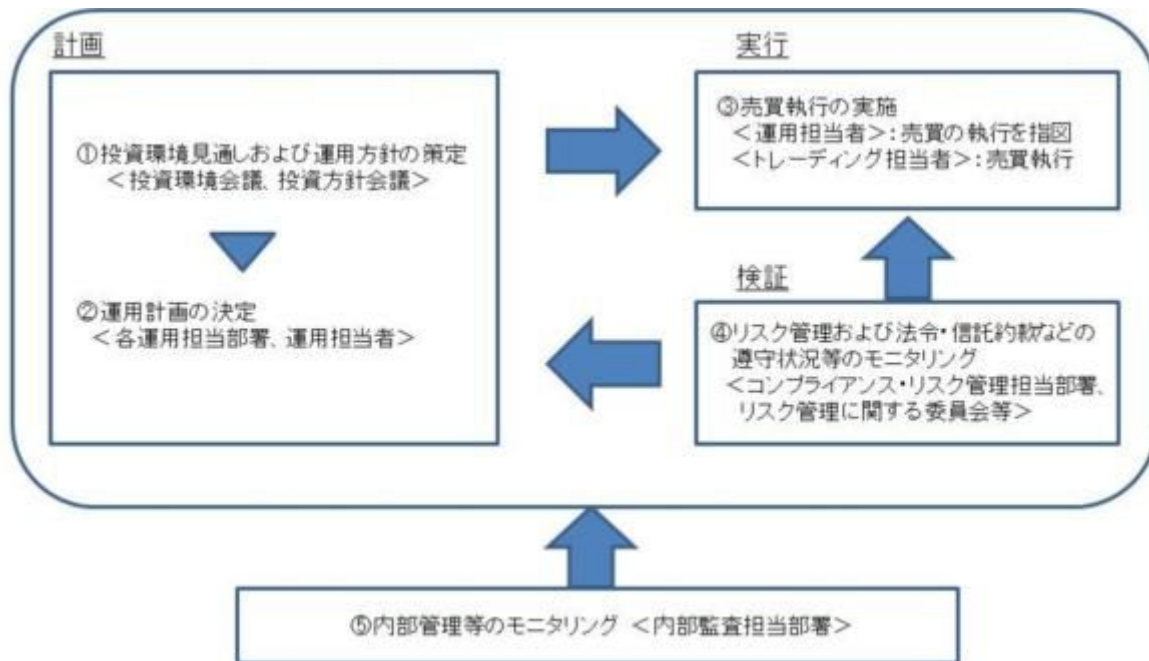 計画
①投資環境見通しおよび運用方針の策定
＜投資環境会議、投資方針会議＞
②運用計画の決定
＜各運用担当部署、運用担当者＞
実行
③売買執行の実施
＜運用担当者＞：売買の執行を指図
＜トレーディング担当者＞：売買執行
検証
④リスク管理および法令・信託約款などの
遵守状況等のモニタリング
＜コンプライアンス・リスク管理担当部署、
リスク管理に関する委員会等＞
⑤内部管理等のモニタリング ＜内部監査担当部署＞